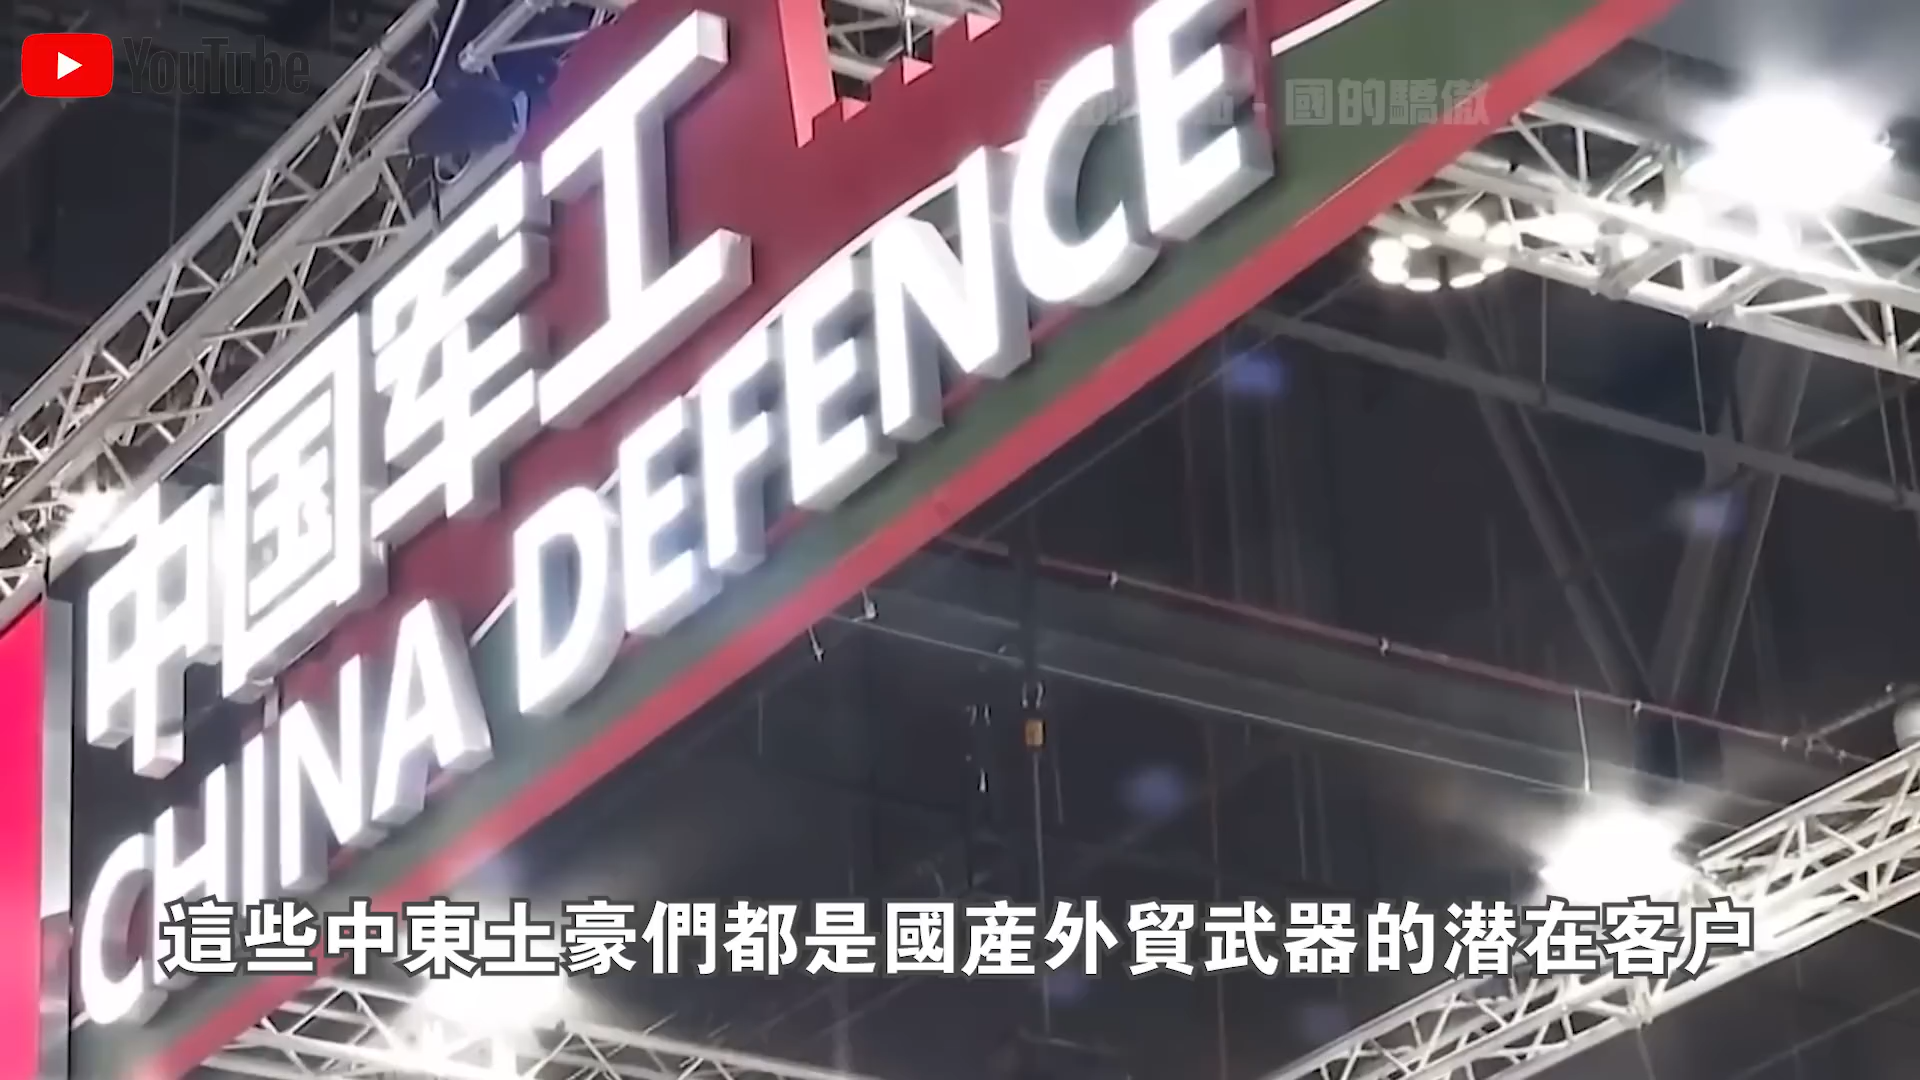 YouTube
國的驕傲
中国军工
CHINA DEFENCE
這些中東土豪們都是國産外貿武器的潜在客户